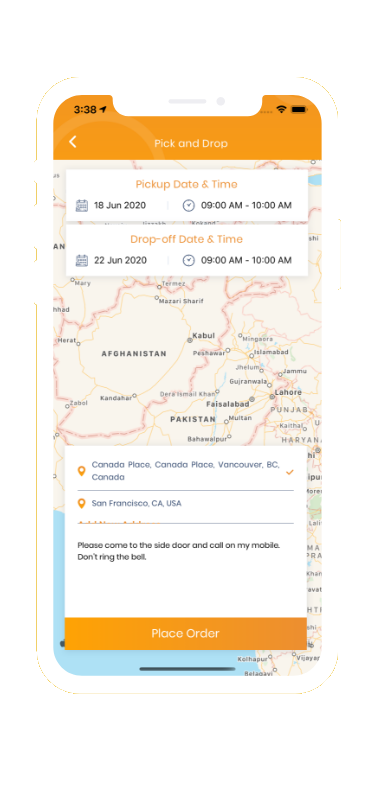 3:38
Pick and Drop
Pickup Date & Time
18 Jun 2020
09:00 AM - 10:00 AM
Drop-off Date & Time
22 Jun 2020
09:00 AM - 10:00 AM
Mary
Termez
Mazari Sharif
Herat
Kabul
Mingaora
AFGHANISTAN
Peshawar
Islamabad
Jhelum
Jammu
Gujranwala
Kandahar
Dera Ismail Khan
Lahore
Zabol
Faisalabad
PUNJAB
PAKISTAN
Multan
Kaithal
Bahawalpur
HARYAN
Canada Place, Canada Place, Vancouver, BC,
Canada
San Francisco, CA, USA
Please come to the side door and call on my mobile.
Don't ring the bell.
Place Order
Kolhapur
Vijayar
Belagavi